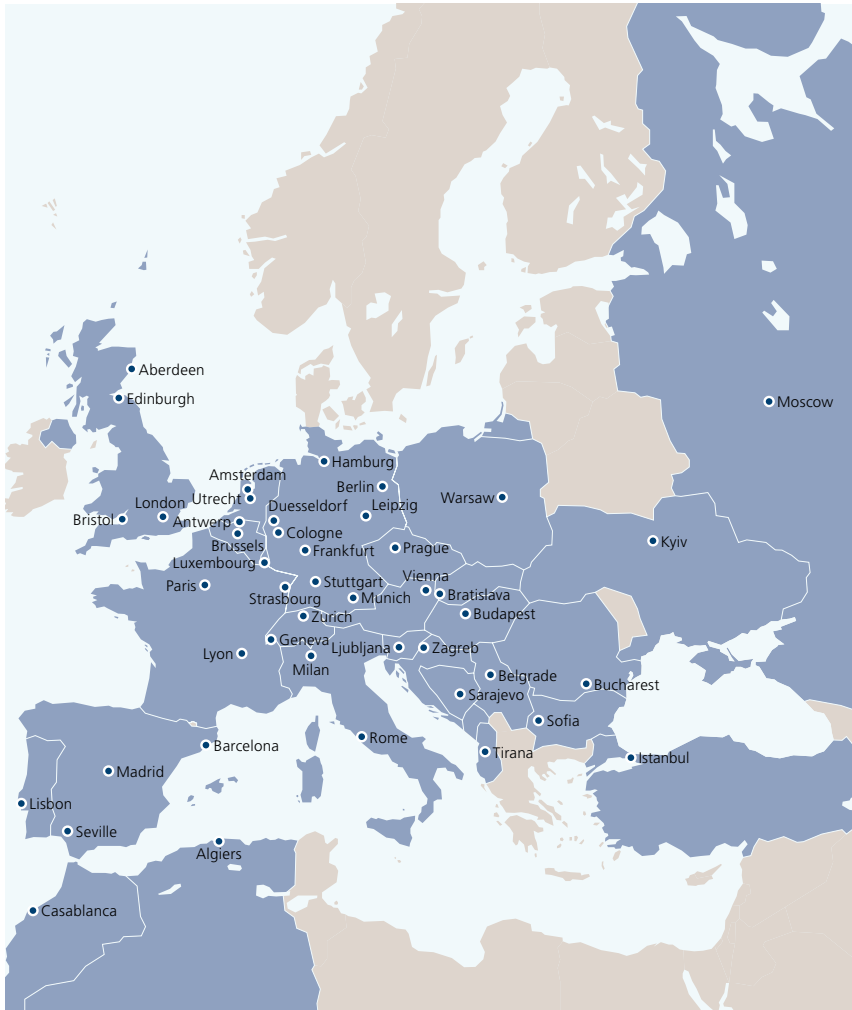 Aberdeen
Edinburgh
Moscow
Hamburg
Amsterdam
Berlin
Utrecht
Warsaw
London
Duesseldorf
Leipzig
Bristol
Antwerp
Cologne
Brussels
Kyiv
Frankfurt
Prague
Luxembourg
Paris
Stuttgart
Vienna
Strasbourg
Munich
Bratislava
Zurich
Budapest
Geneva
Ljubljana
Zagreb
Lyon
Milan
Belgrade
Bucharest
Sarajevo
Sofia
Rome
Barcelona
Tirana
Istanbul
Madrid
Lisbon
Seville
Algiers
Casablanca